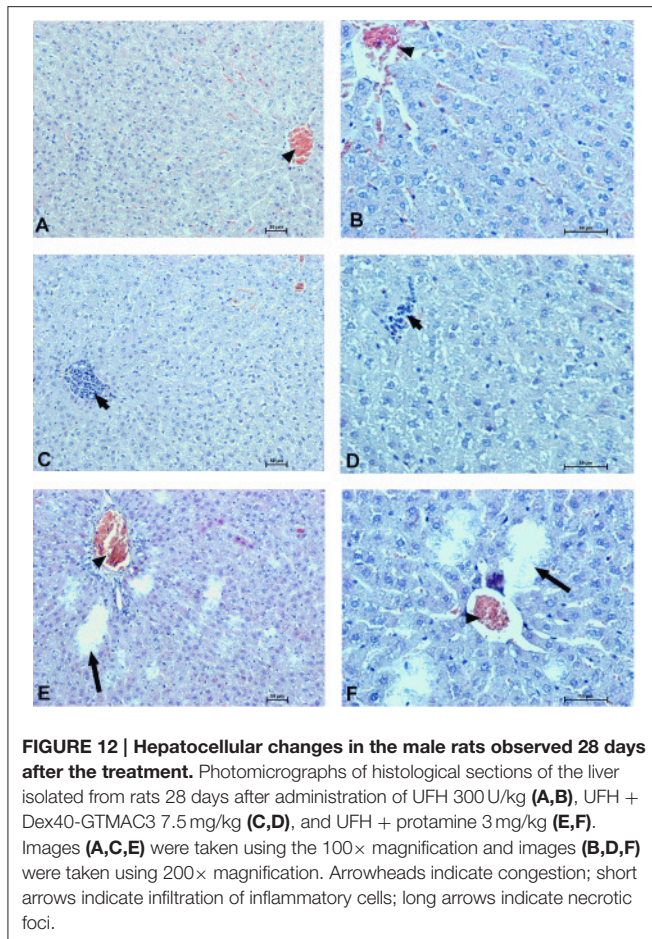 A
B
C
D
E
F
FIGURE 12 | Hepatocellular changes in the male rats observed 28 days
after the treatment. Photomicrographs of histological sections of the liver
isolated from rats 28 days after administration of UFH 300 U/kg (A,B), UFH +
Dex40-GTMAC3 7.5 mg/kg (C,D), and UFH + protamine 3 mg/kg (E,F).
Images (A,C,E) were taken using the 100× magnification and images (B,D,F)
were taken using 200× magnification. Arrowheads indicate congestion; short
arrows indicate infiltration of inflammatory cells; long arrows indicate necrotic
foci.